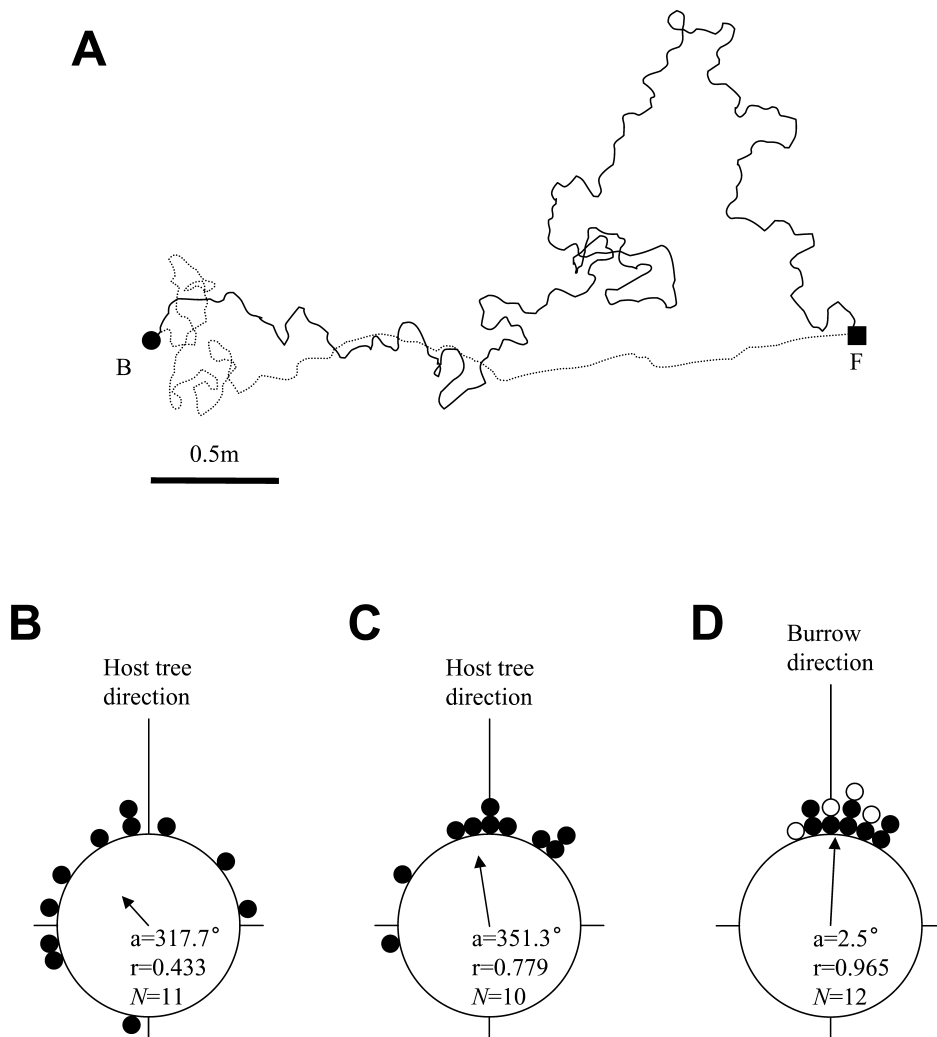 A
B
F
0.5m
B
C
D
Host tree
direction
Host tree
direction
Burrow
direction
a=317.7°
r=0.433
N=11
a=351.3°
r=0.779
N=10
a=2.5°
r=0.965
N=12